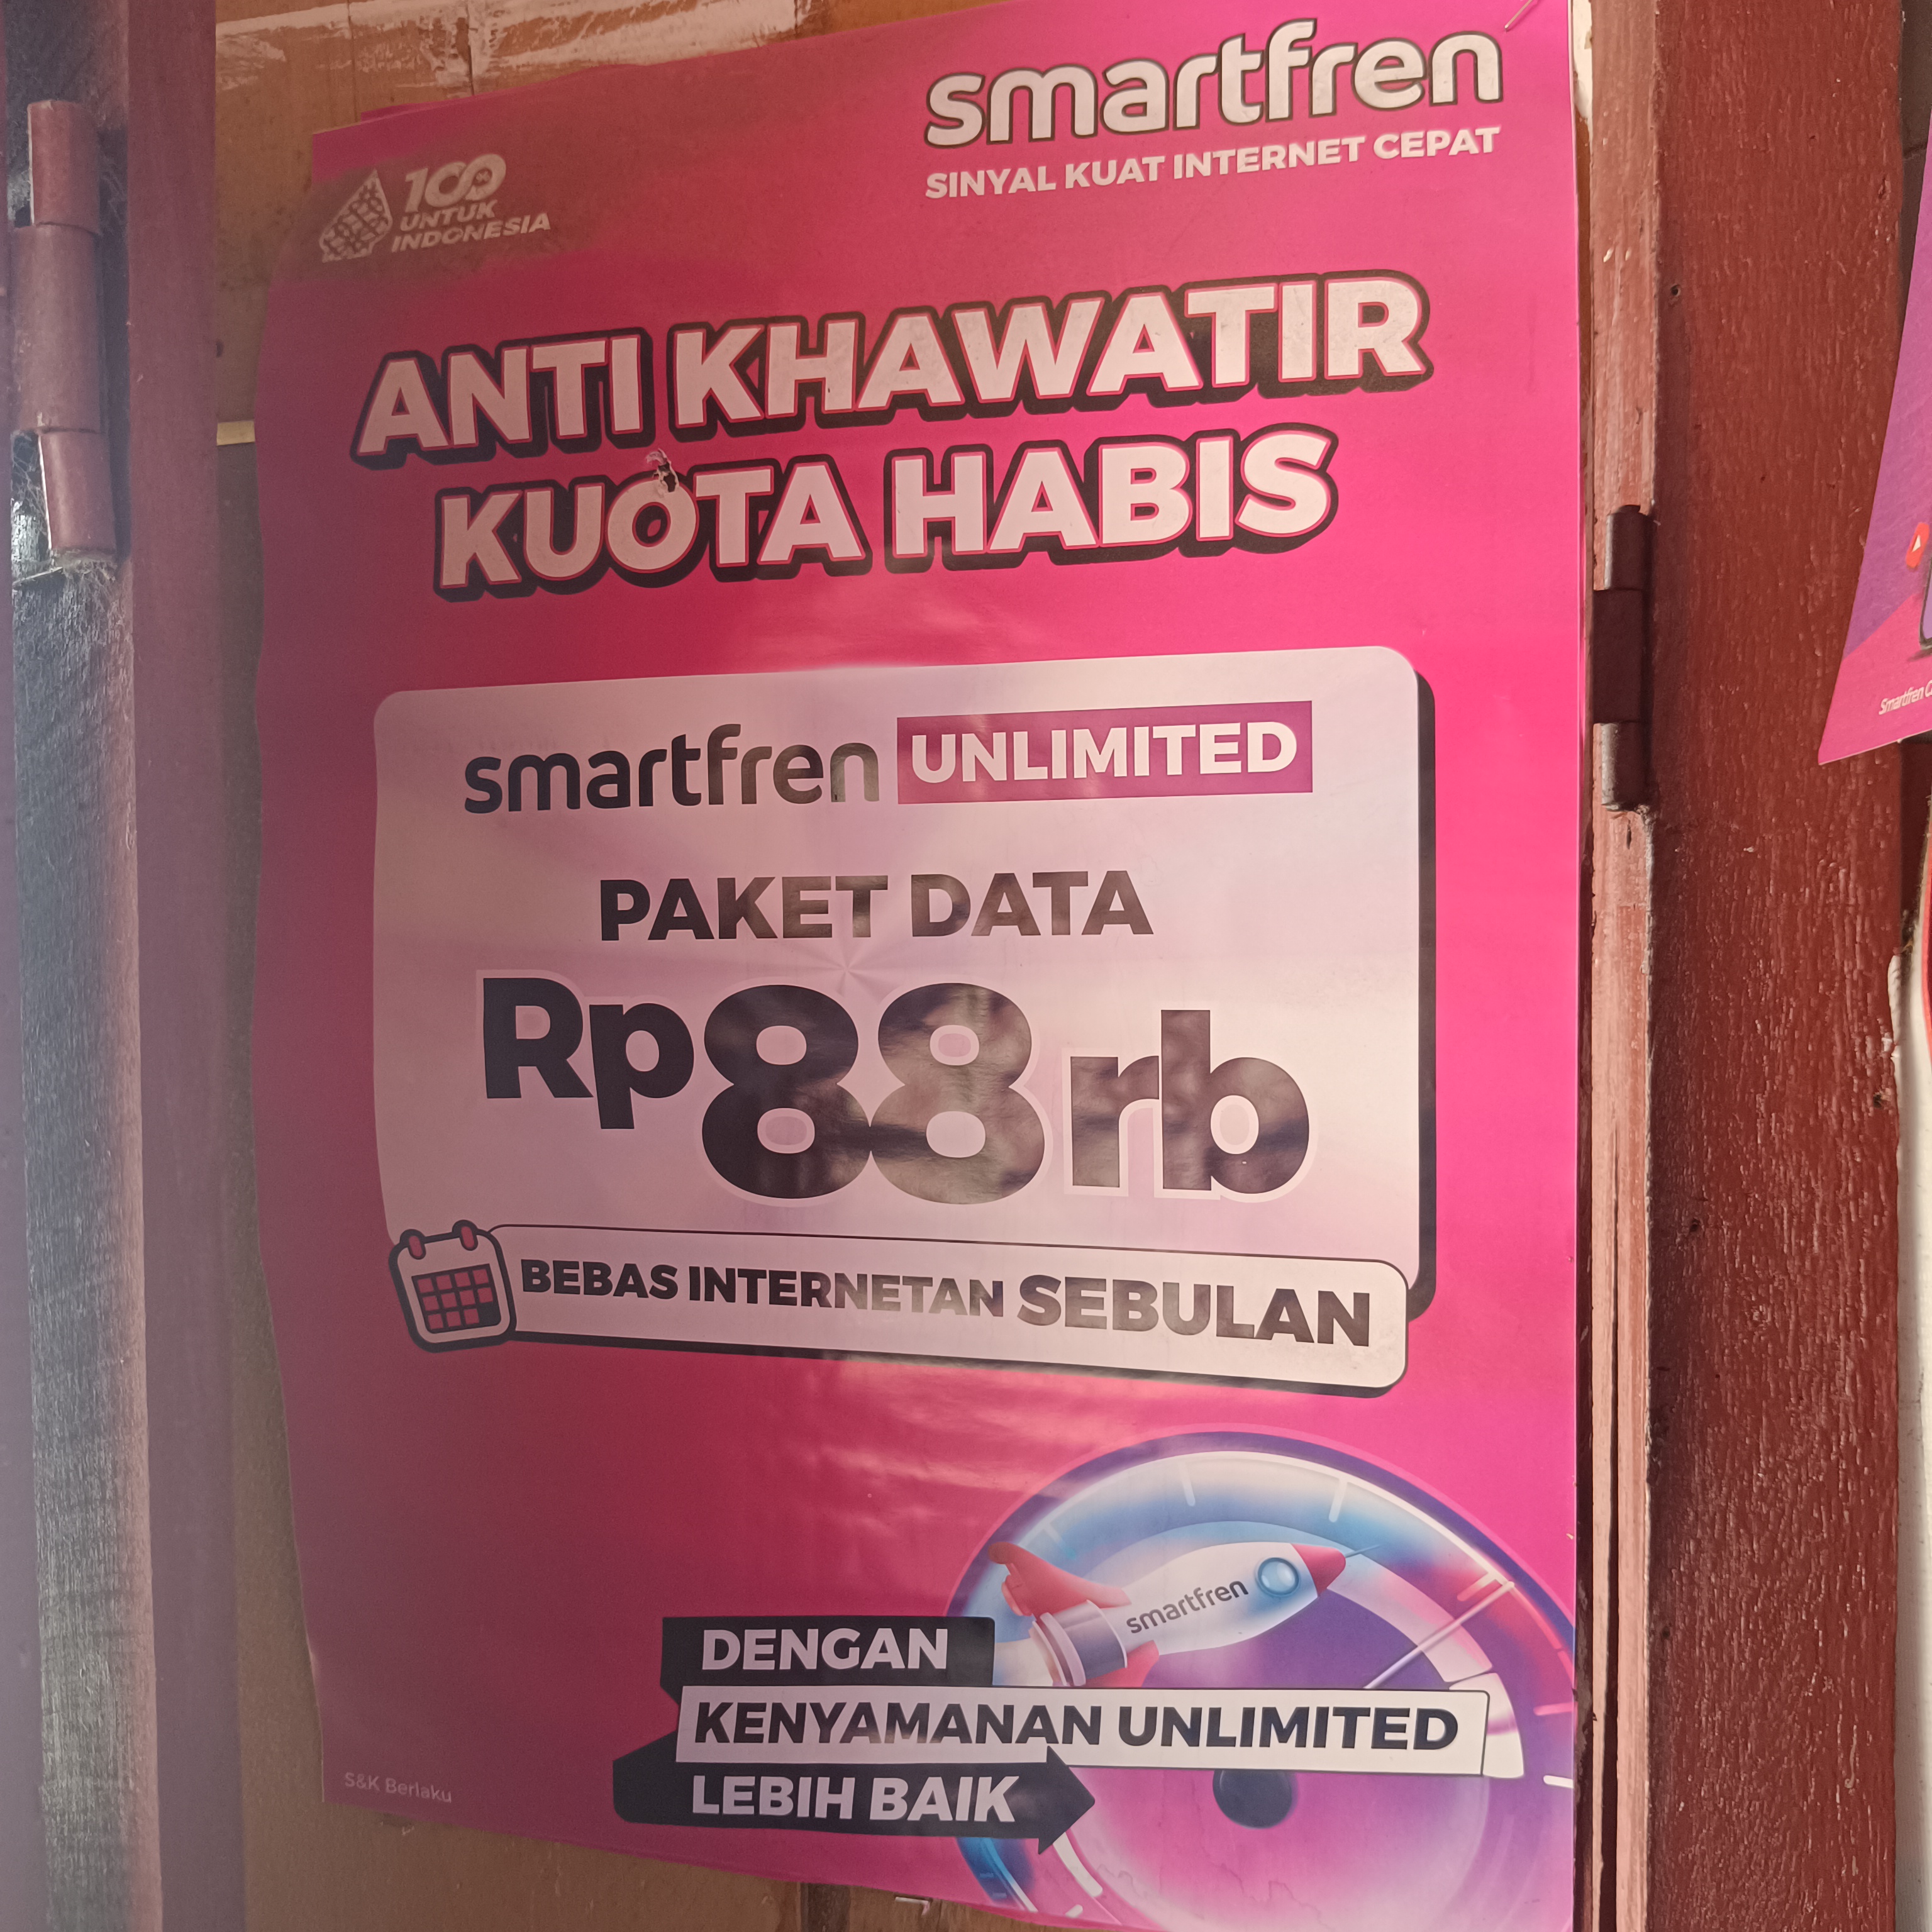 smartfren
SINYAL KUAT INTERNET CEPAT
100%
UNTUK
INDONESIA
ANTI KHAWATIR
KUOTA HABIS
smartfren UNLIMITED
PAKET DATA
Rp88rb
BEBAS INTERNETAN SEBULAN
smartfren
DENGAN
KENYAMANAN UNLIMITED
LEBIH BAIK
S&K Berlaku
Smartfren